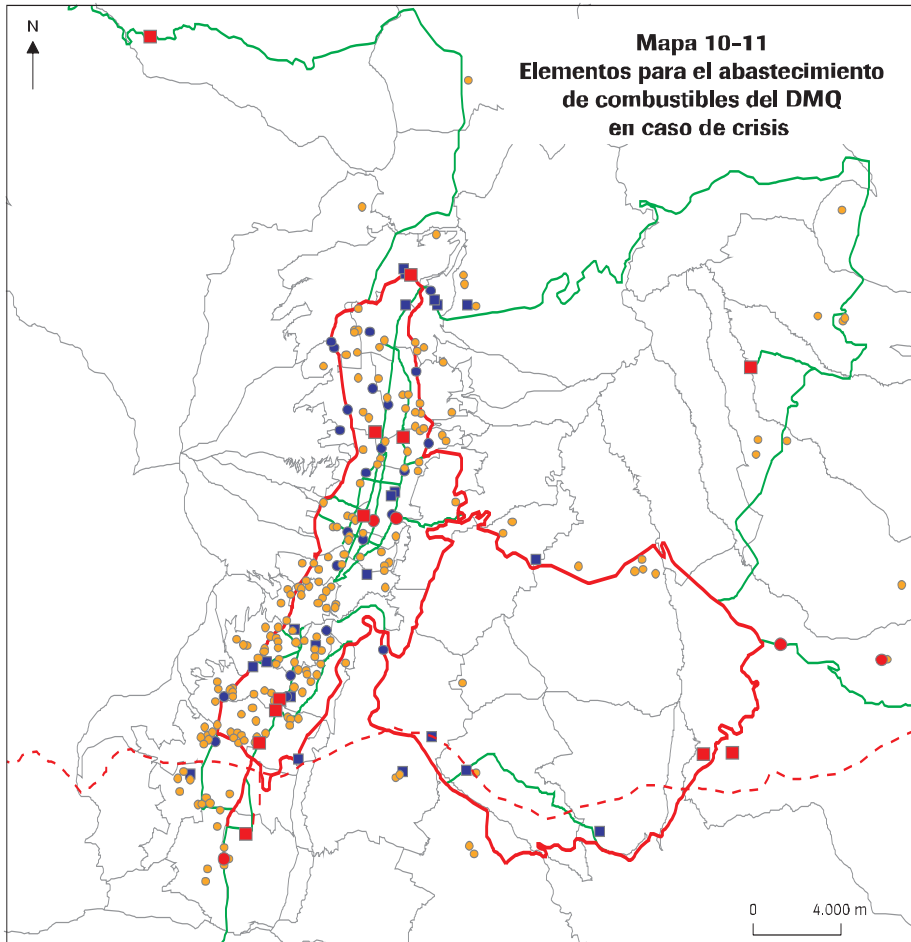 N
Mapa 10-11
Elementos para el abastecimiento
de combustibles del DMQ
en caso de crisis
0 4.000 m